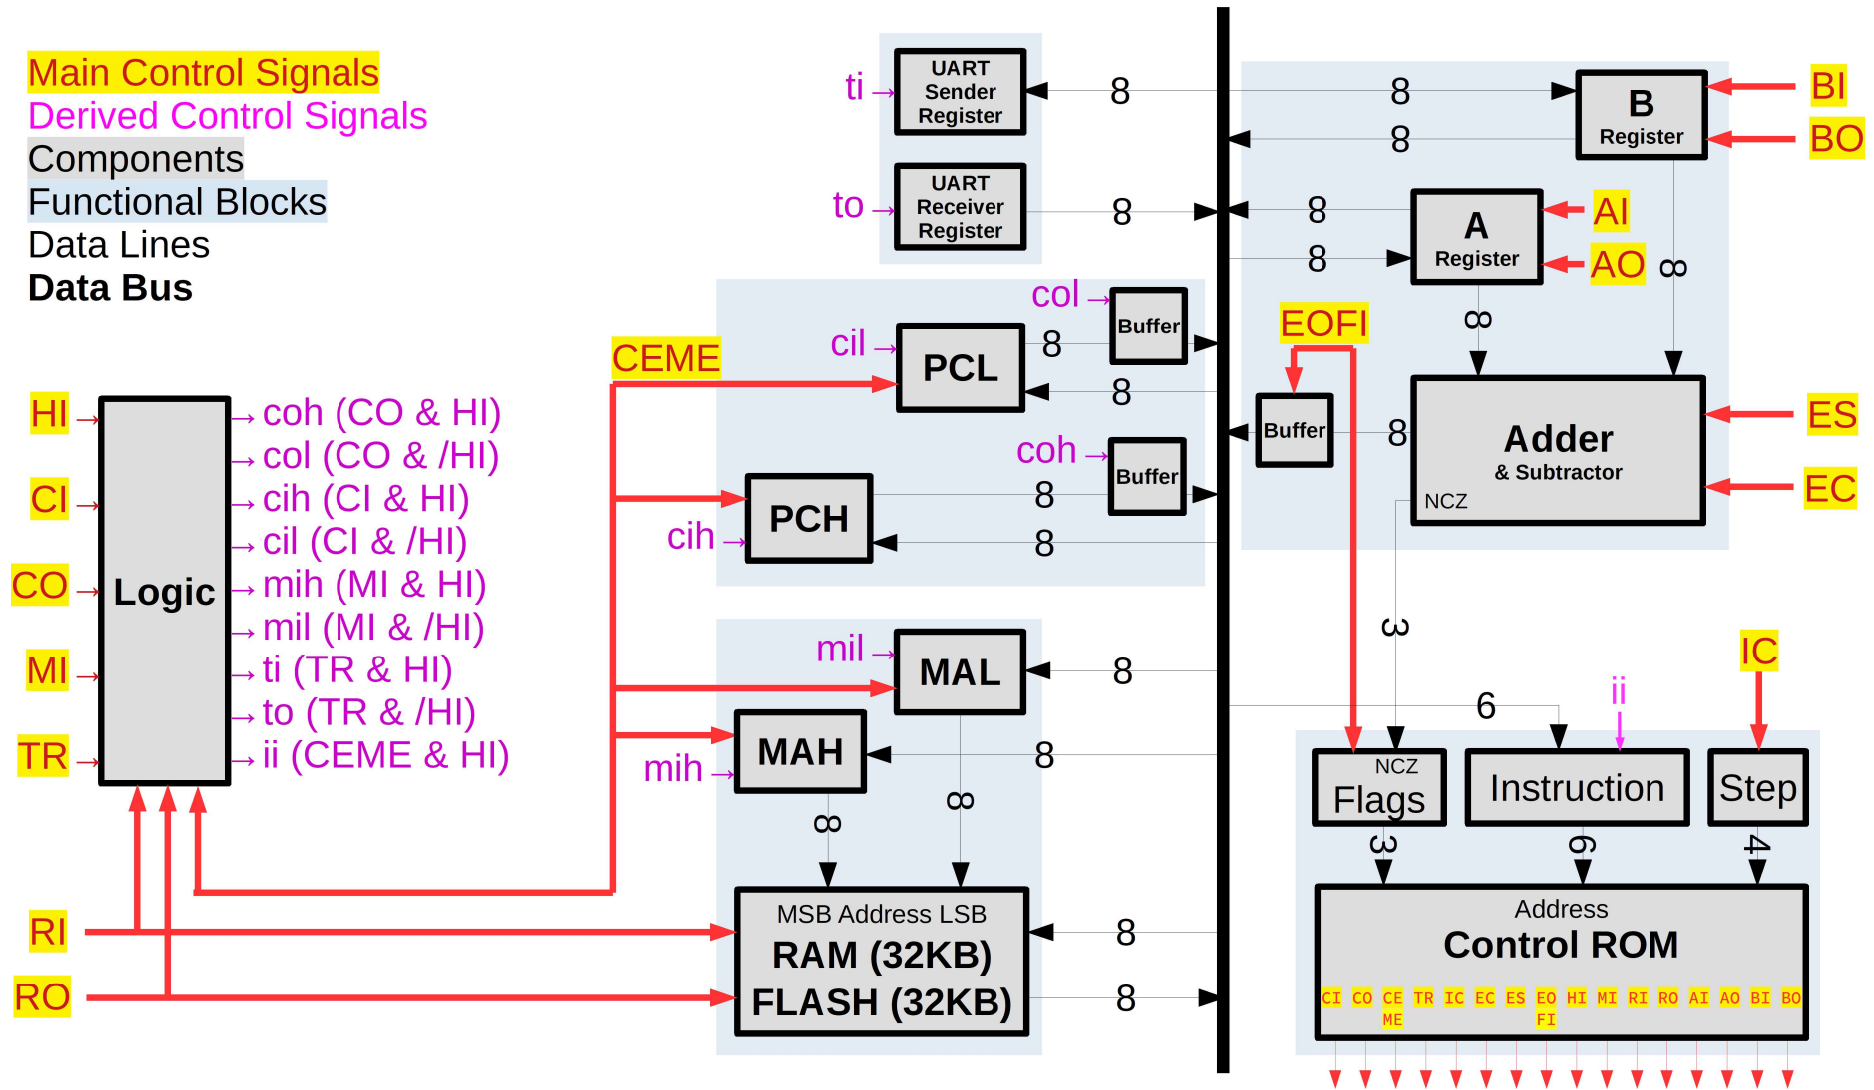 Main Control Signals
Derived Control Signals
Components
Functional Blocks
Data Lines
Data Bus
HI
CI
CO
MI
TR
RI
RO
Logic
coh (CO & HI)
col (CO & /HI)
cih (CI & HI)
cil (CI & /HI)
mih (MI & HI)
mil (MI & /HI)
ti (TR & HI)
to (TR & /HI)
ii (CEME & HI)
CEME
ti
UART
Sender
Register
8
to
UART
Receiver
Register
8
col
Buffer
cil
PCL
8
8
coh
Buffer
PCH
cih
8
8
mil
MAL
8
MAH
mih
8
8
8
MSB Address LSB
RAM (32KB)
FLASH (32KB)
8
8
8
8
B
Register
BI
BO
8
8
A
Register
AI
AO
8
8
EOFI
Buffer
8
Adder
& Subtractor
NCZ
ES
EC
3
6
ii
IC
NCZ
Flags
Instruction
Step
3
6
4
Address
Control ROM
CI CO CE TR IC EC ES EO HI MI RI RO AI AO BI BO
ME FI